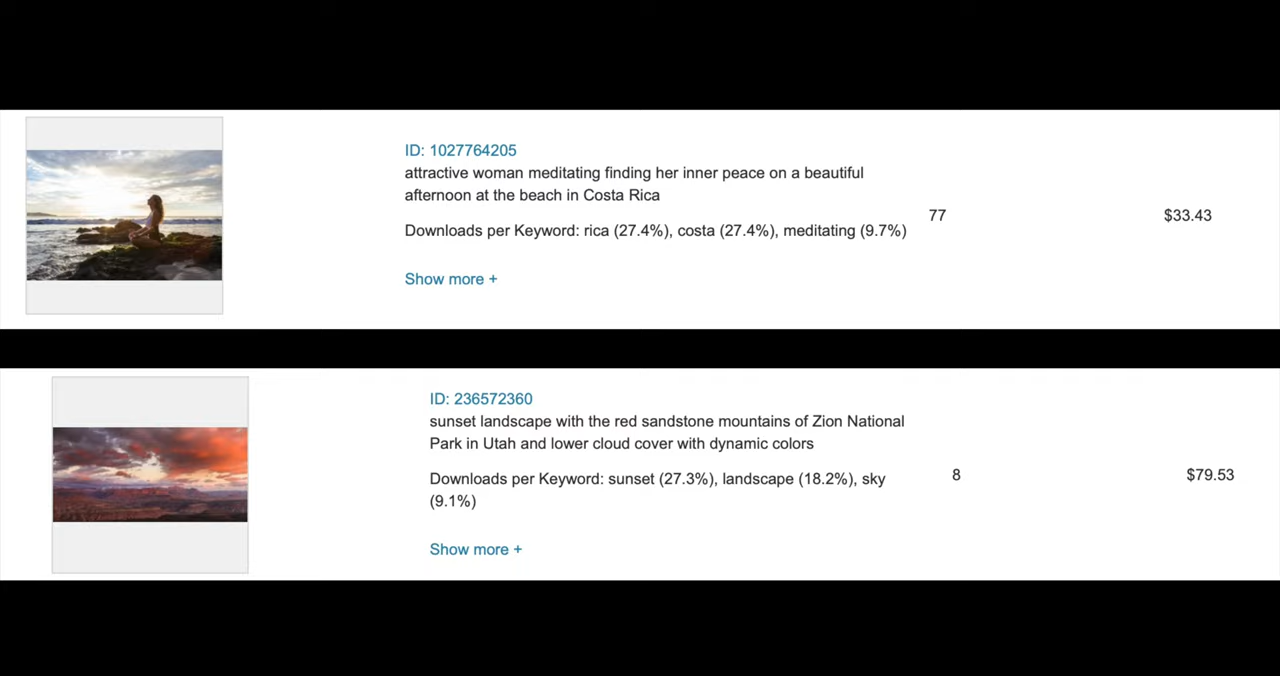 ID: 1027764205
attractive woman meditating finding her inner peace on a beautiful
afternoon at the beach in Costa Rica
77
$33.43
Downloads per Keyword: rica (27.4%), costa (27.4%), meditating (9.7%)
Show more +
ID: 236572360
sunset landscape with the red sandstone mountains of Zion National
Park in Utah and lower cloud cover with dynamic colors
8
$79.53
Downloads per Keyword: sunset (27.3%), landscape (18.2%), sky
(9.1%)
Show more +